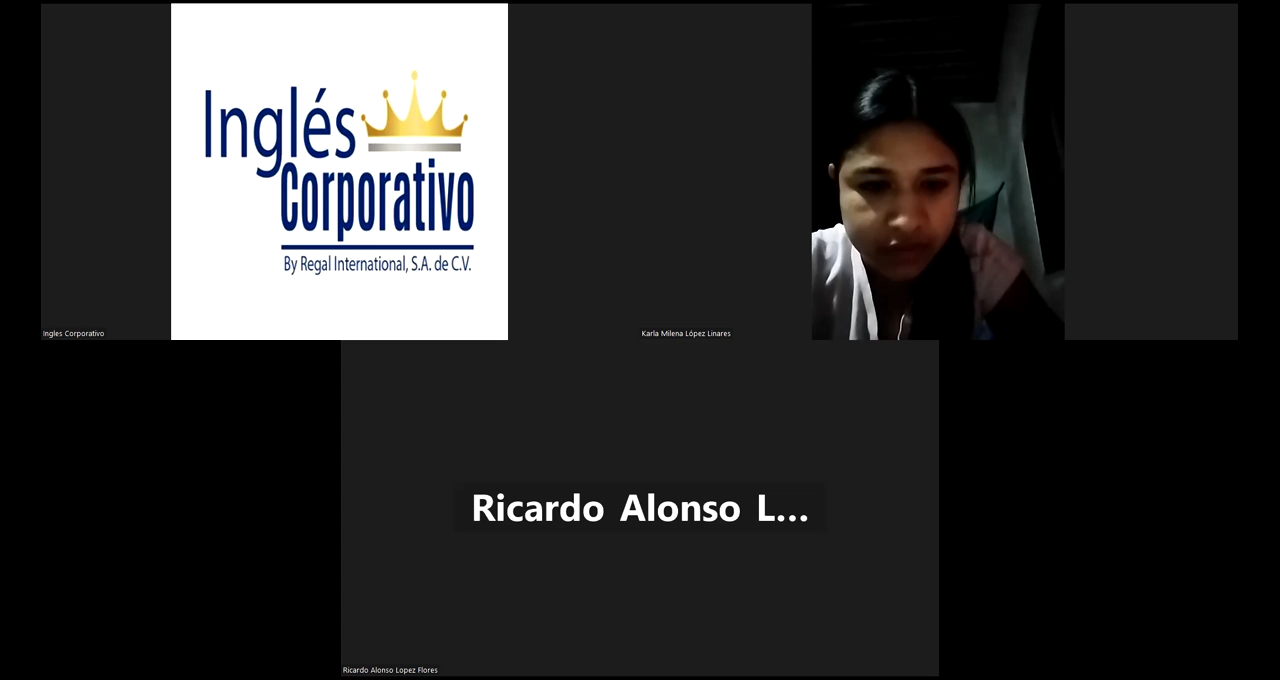 Inglés
Corporativo
By Regal International, S.A. de C.V.
Ingles Corporativo
Karla Milena López Linares
Ricardo Alonso L...
Ricardo Alonso Lopez Flores